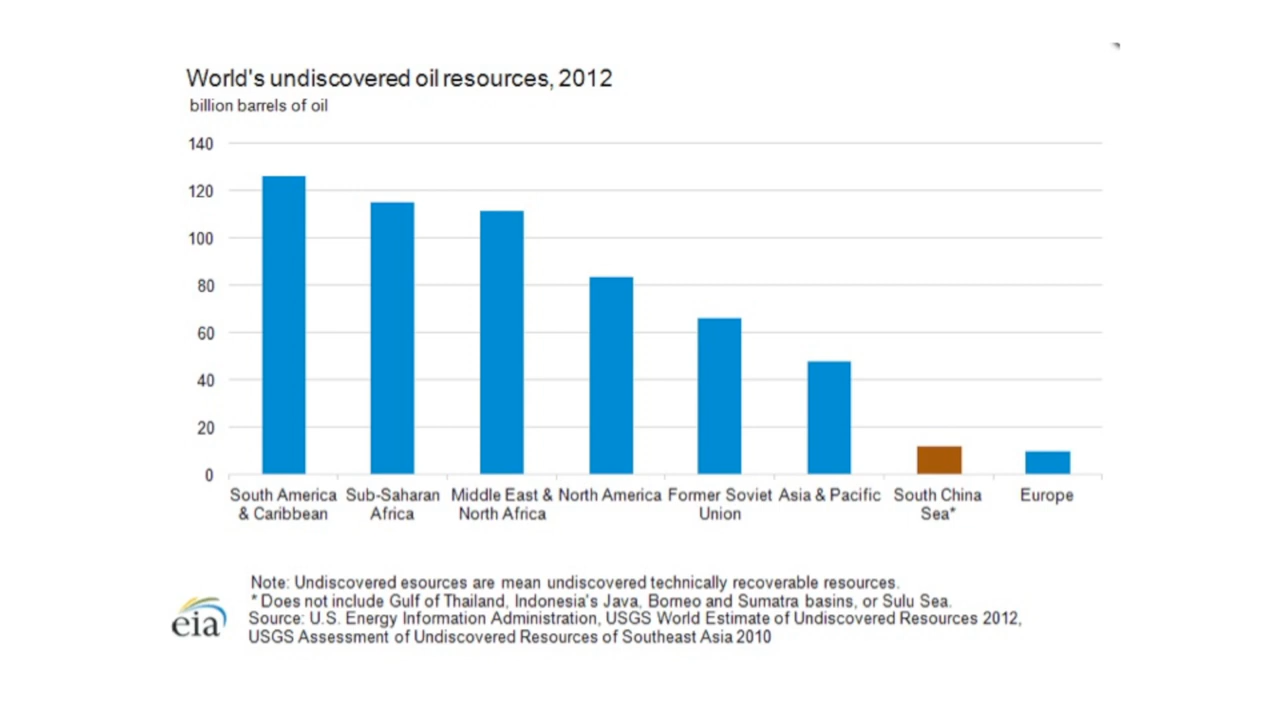 World's undiscovered oil resources, 2012
billion barrels of oil
140
120
100
80
60
40
20
0
South America & Caribbean
Sub-Saharan Africa
Middle East & North Africa
North America
Former Soviet Union
Asia & Pacific
South China Sea*
Europe
Note: Undiscovered esources are mean undiscovered technically recoverable resources.
* Does not include Gulf of Thailand, Indonesia's Java, Borneo and Sumatra basins, or Sulu Sea.
Source: U.S. Energy Information Administration, USGS World Estimate of Undiscovered Resources 2012,
USGS Assessment of Undiscovered Resources of Southeast Asia 2010
eia